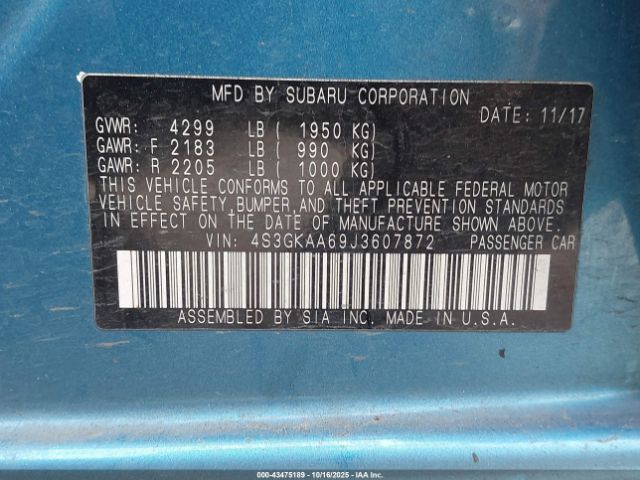 MFD BY SUBARU CORPORATION
DATE: 11/17
GVWR: 4299 LB ( 1950 KG)
GAWR: F 2183 LB ( 990 KG)
GAWR: R 2205 LB ( 1000 KG)
THIS VEHICLE CONFORMS TO ALL APPLICABLE FEDERAL MOTOR
VEHICLE SAFETY, BUMPER, AND THEFT PREVENTION STANDARDS
IN EFFECT ON THE DATE OF MANUFACTURE SHOWN ABOVE.
VIN: 4S3GKAA69J3607872 PASSENGER CAR
ASSEMBLED BY SIA INC. MADE IN U.S.A.
000-43475189 - 10/16/2025 - IAAI.COM